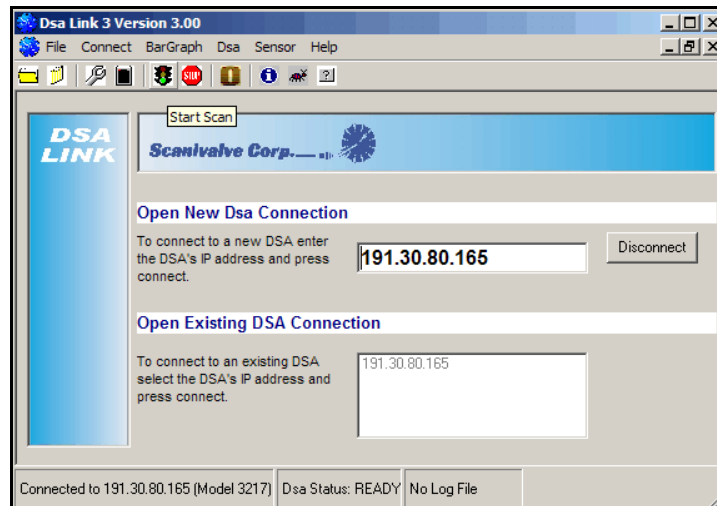 Dsa Link 3 Version 3.00
File Connect BarGraph Dsa Sensor Help
STOP
Start Scan
DSA
LINK
Scanivalve Corp.
Open New Dsa Connection
To connect to a new DSA enter
the DSA's IP address and press
connect.
191.30.80.165
Disconnect
Open Existing DSA Connection
To connect to an existing DSA
select the DSA's IP address and
press connect.
191.30.80.165
Connected to 191.30.80.165 (Model 3217) Dsa Status: READY No Log File